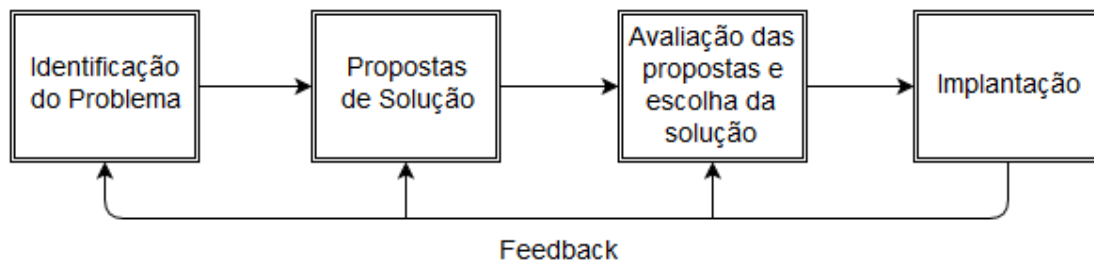 Identificação
do Problema
Propostas
de Solução
Avaliação das
propostas e
escolha da
solução
Implantação
Feedback